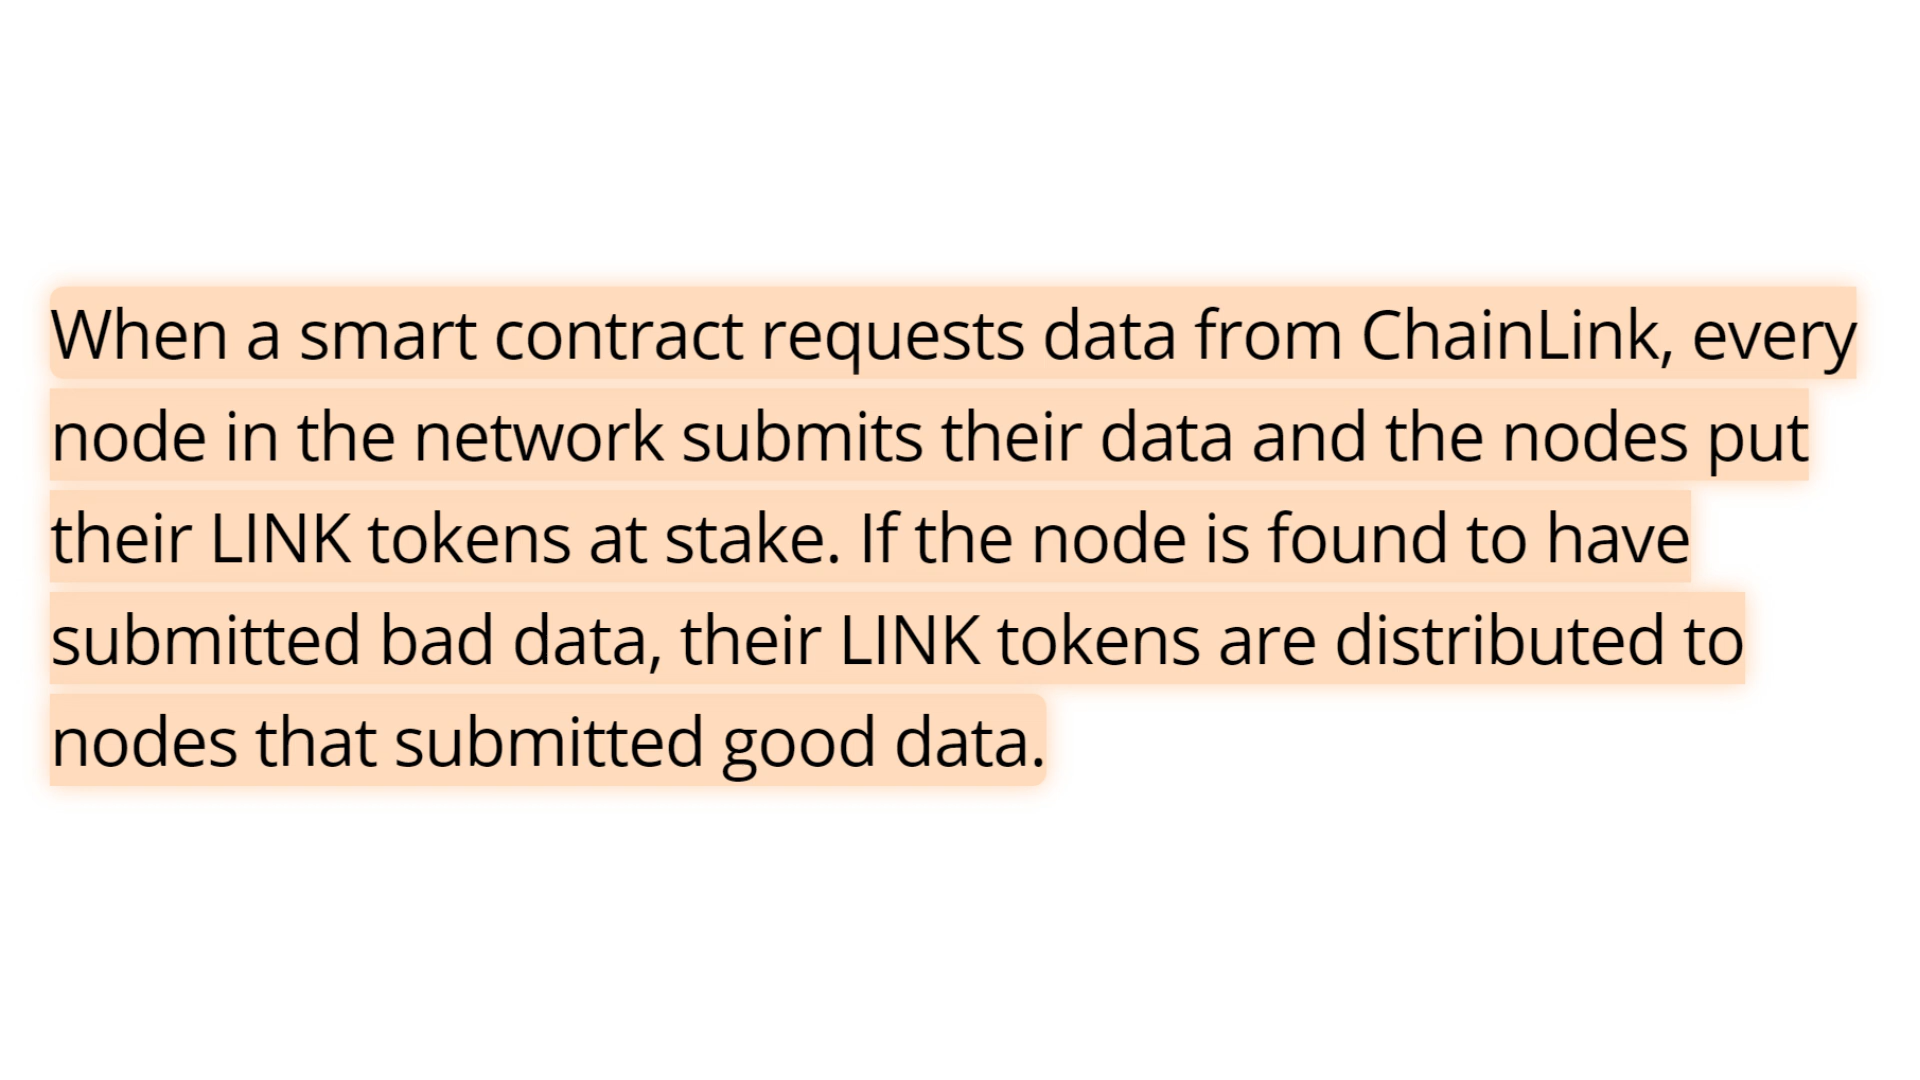 When a smart contract requests data from ChainLink, every
node in the network submits their data and the nodes put
their LINK tokens at stake. If the node is found to have
submitted bad data, their LINK tokens are distributed to
nodes that submitted good data.